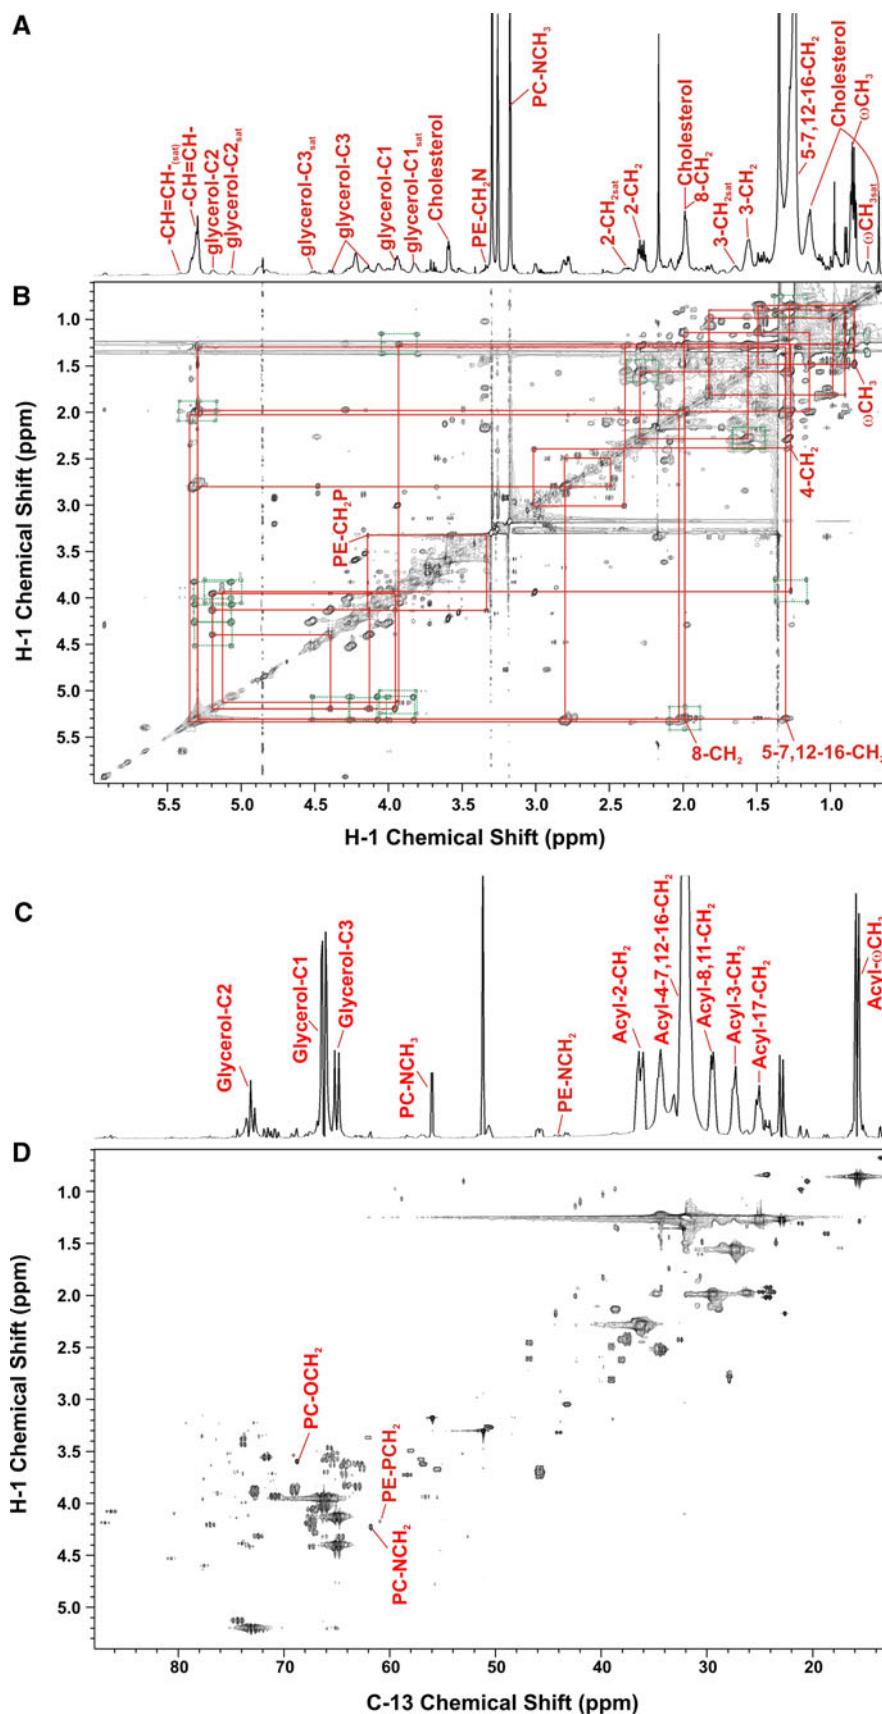 A
-CH=CH-(sat)
-CH=CH-
glycerol-C2
glycerol-C2sat
glycerol-C3sat
glycerol-C3
glycerol-C1
glycerol-C1sat
Cholesterol
PE-CH2N
PC-NCH3
2-CH2sat
2-CH2
Cholesterol
8-CH2
3-CH2sat
3-CH2
5-7,12-16-CH2
Cholesterol
ωCH3
ωCH3sat
B
1.0
1.5
2.0
2.5
3.0
3.5
4.0
4.5
5.0
5.5
H-1 Chemical Shift (ppm)
ωCH3
4-CH2
PE-CH2P
8-CH2
5-7,12-16-CH2
5.5 5.0 4.5 4.0 3.5 3.0 2.5 2.0 1.5 1.0
H-1 Chemical Shift (ppm)
C
Glycerol-C2
Glycerol-C1
Glycerol-C3
PC-NCH3
PE-NCH2
Acyl-2-CH2
Acyl-4-7,12-16-CH2
Acyl-8,11-CH2
Acyl-3-CH2
Acyl-17-CH2
Acyl-ωCH3
D
1.0
1.5
2.0
2.5
3.0
3.5
4.0
4.5
5.0
H-1 Chemical Shift (ppm)
PC-OCH2
PE-PCH2
PC-NCH2
80 70 60 50 40 30 20
C-13 Chemical Shift (ppm)